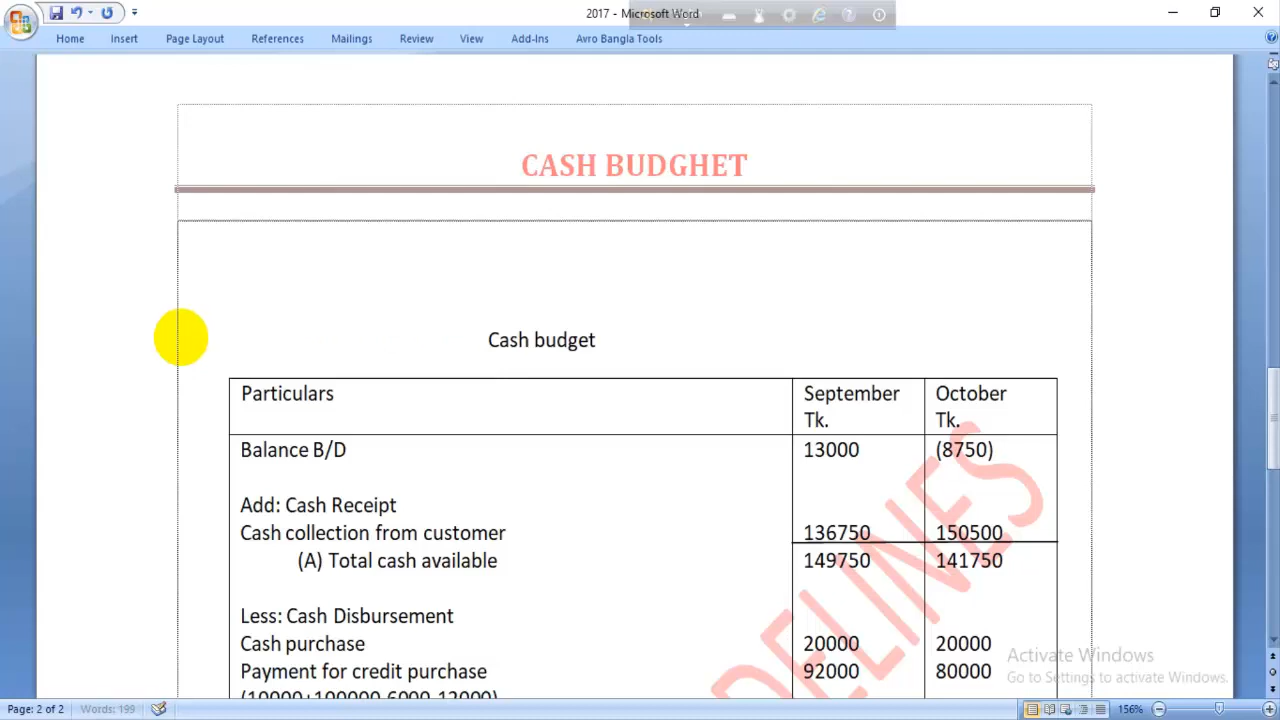 2017 - Microsoft Word
Home Insert Page Layout References Mailings Review View Add-Ins Avro Bangla Tools
CASH BUDGHET
Cash budget
Particulars September October
Tk. Tk.
Balance B/D 13000 (8750)
Add: Cash Receipt
Cash collection from customer 136750 150500
(A) Total cash available 149750 141750
Less: Cash Disbursement
Cash purchase 20000 20000
Payment for credit purchase 92000 80000
DELINES
Activate Windows
Go to Settings to activate Windows.
Page: 2 of 2 Words: 199 156%